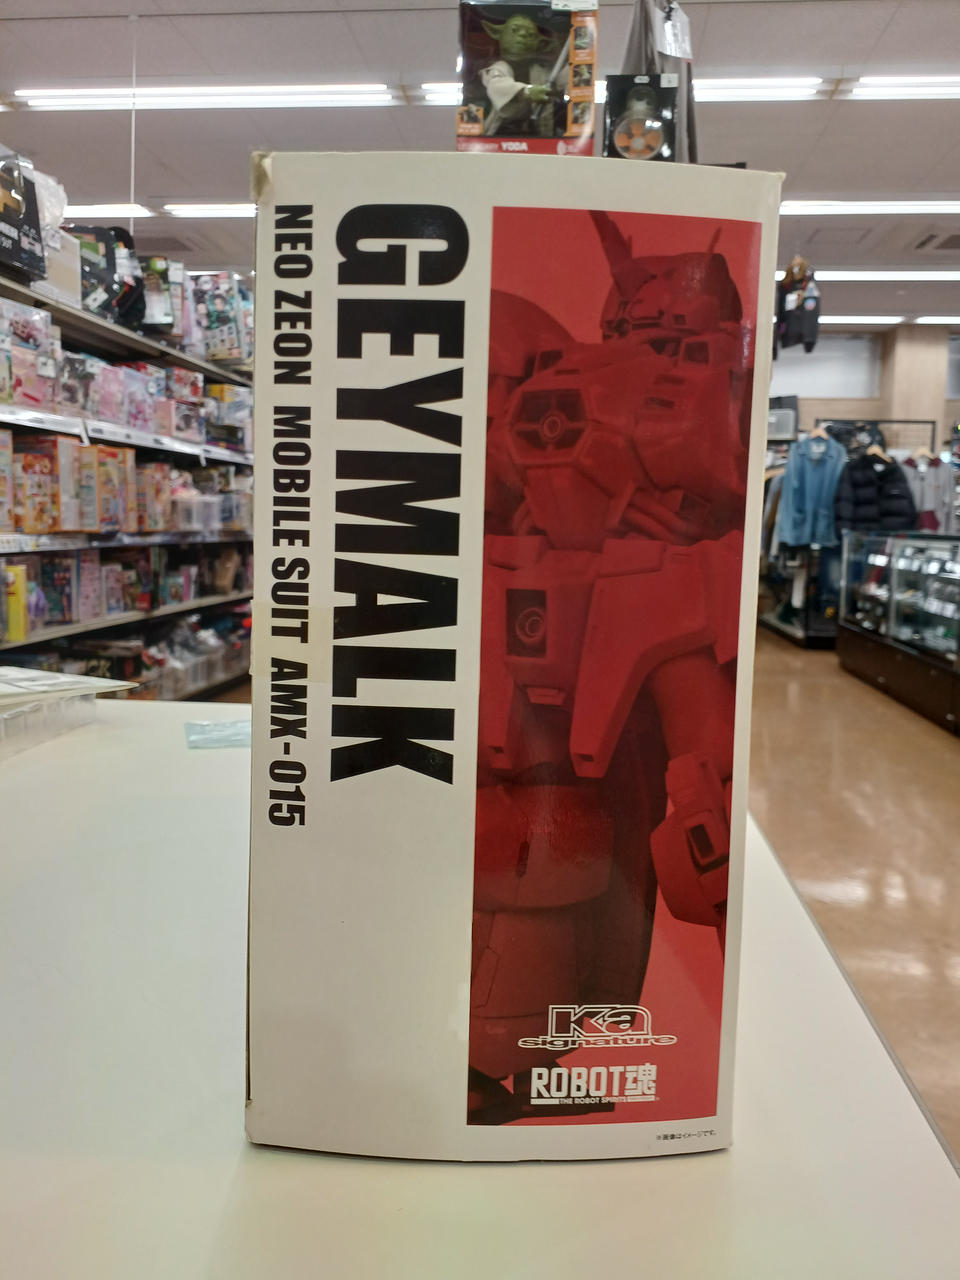 YODA
GEYMALK
NEO ZEON MOBILE SUIT AMX-015
Ka
signature
ROBOT魂
THE ROBOT SPIRITS
※画像はイメージです。